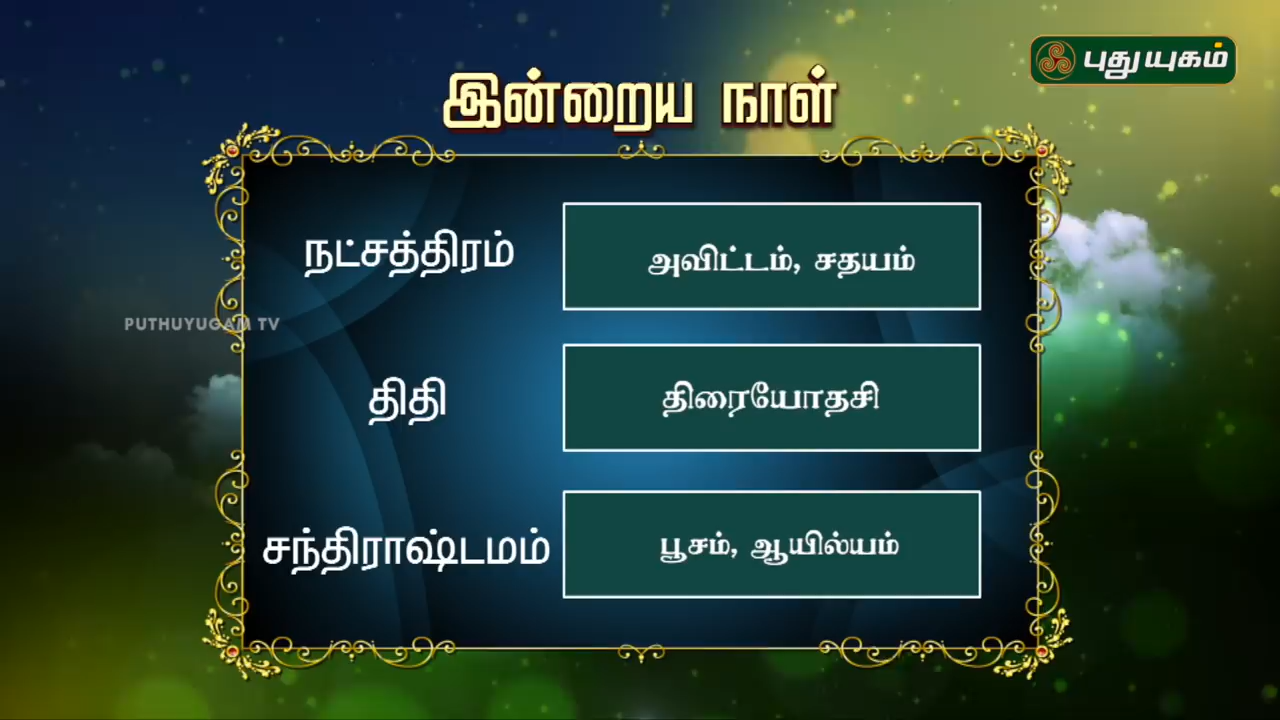 புதுயுகம்
இன்றைய நாள்
நட்சத்திரம்
அவிட்டம், சதயம்
PUTHUYUGAM TV
திதி
திரையோதசி
சந்திராஷ்டமம்
பூசம், ஆயில்யம்